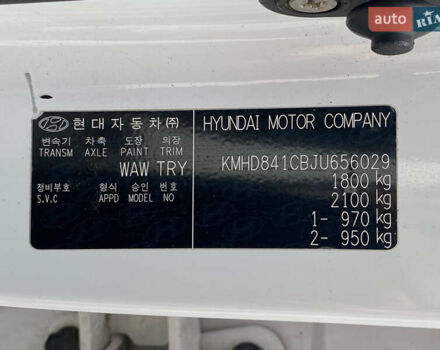 auto RIA
현대자동차㈜
변속기 차축 도장 의장
TRANSM AXLE PAINT TRIM
WAW TRY
정비부호 형식 승인 번호
S.V.C APPD MODEL NO
HYUNDAI MOTOR COMPANY
KMHD841CBJU656029
1800 kg
2100 kg
1- 970 kg
2- 950 kg